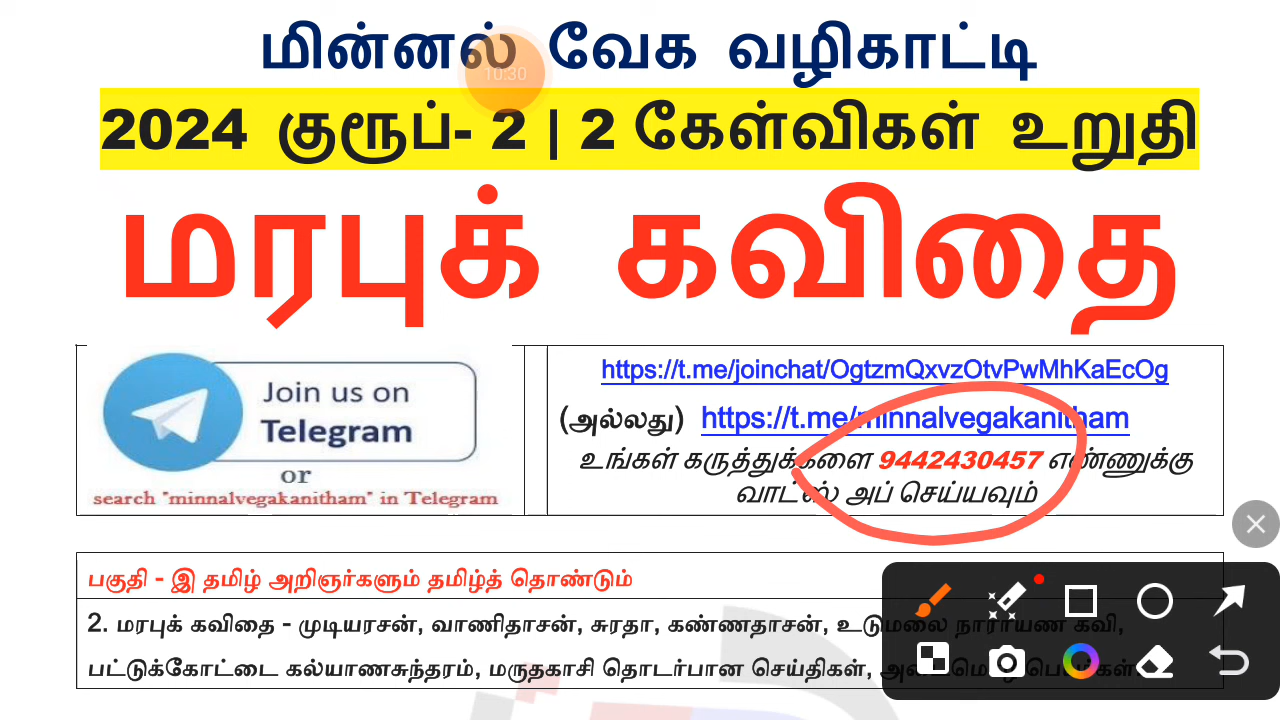 மின்னல் வேக வழிகாட்டி
10:30
2024 குரூப்- 2 | 2 கேள்விகள் உறுதி
மரபுக் கவிதை
Join us on
Telegram
or
search "minnalvegakanitham" in Telegram
https://t.me/joinchat/OgtzmQxvzOtvPwMhKaEcOg
(அல்லது) https://t.me/minnalvegakanitham
உங்கள் கருத்துக்களை 9442430457 எண்ணுக்கு
வாட்ஸ் அப் செய்யவும்
பகுதி - இ தமிழ் அறிஞர்களும் தமிழ்த் தொண்டும்
2. மரபுக் கவிதை - முடியரசன், வாணிதாசன், சுரதா, கண்ணதாசன், உடுமலை நாராயண கவி,
பட்டுக்கோட்டை கல்யாணசுந்தரம், மருதகாசி தொடர்பான செய்திகள்,